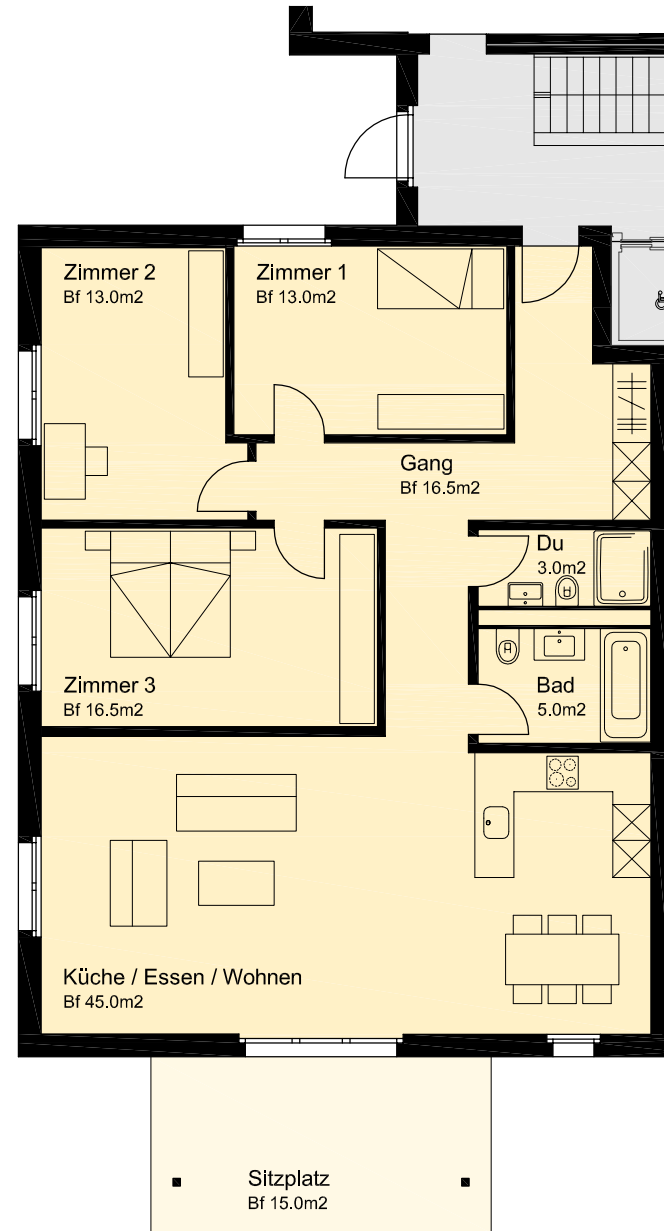 Zimmer 2
Bf 13.0m2
Zimmer 1
Bf 13.0m2
Gang
Bf 16.5m2
Du
3.0m2
Zimmer 3
Bf 16.5m2
Bad
5.0m2
Küche / Essen / Wohnen
Bf 45.0m2
Sitzplatz
Bf 15.0m2